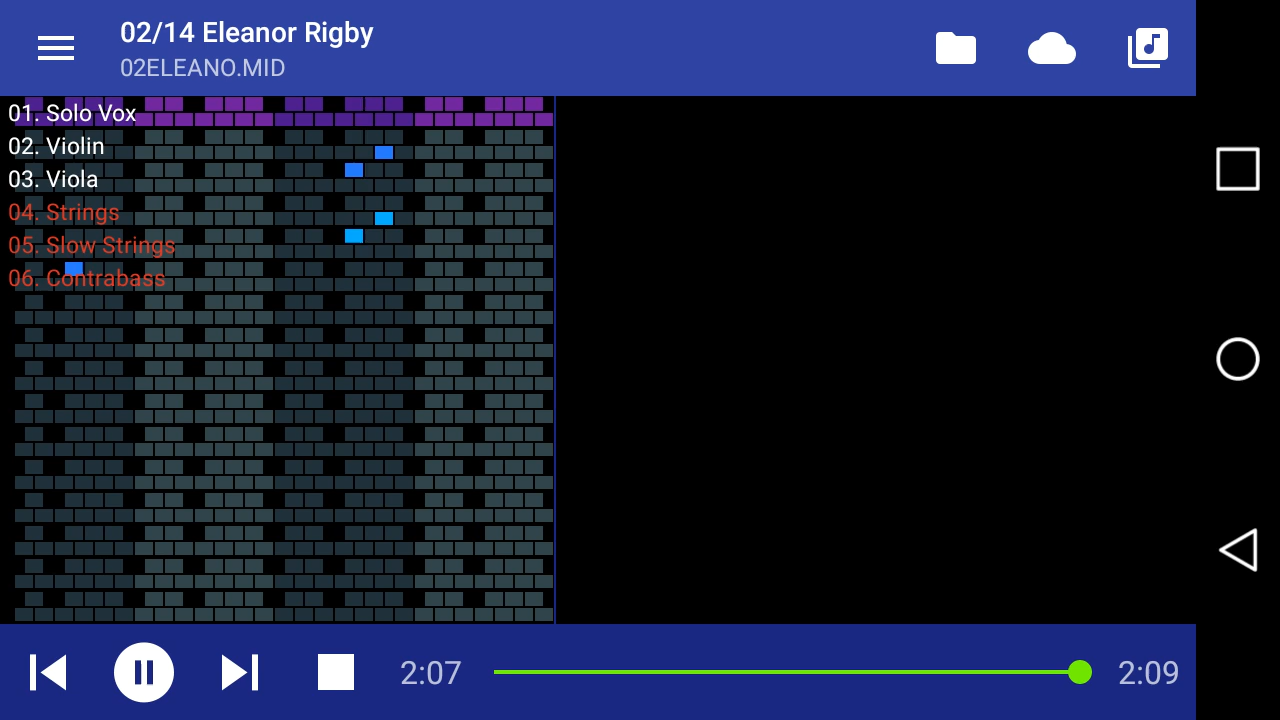 02/14 Eleanor Rigby
02ELEANO.MID
01. Solo Vox
02. Violin
03. Viola
04. Strings
05. Slow Strings
06. Contrabass
2:07
2:09